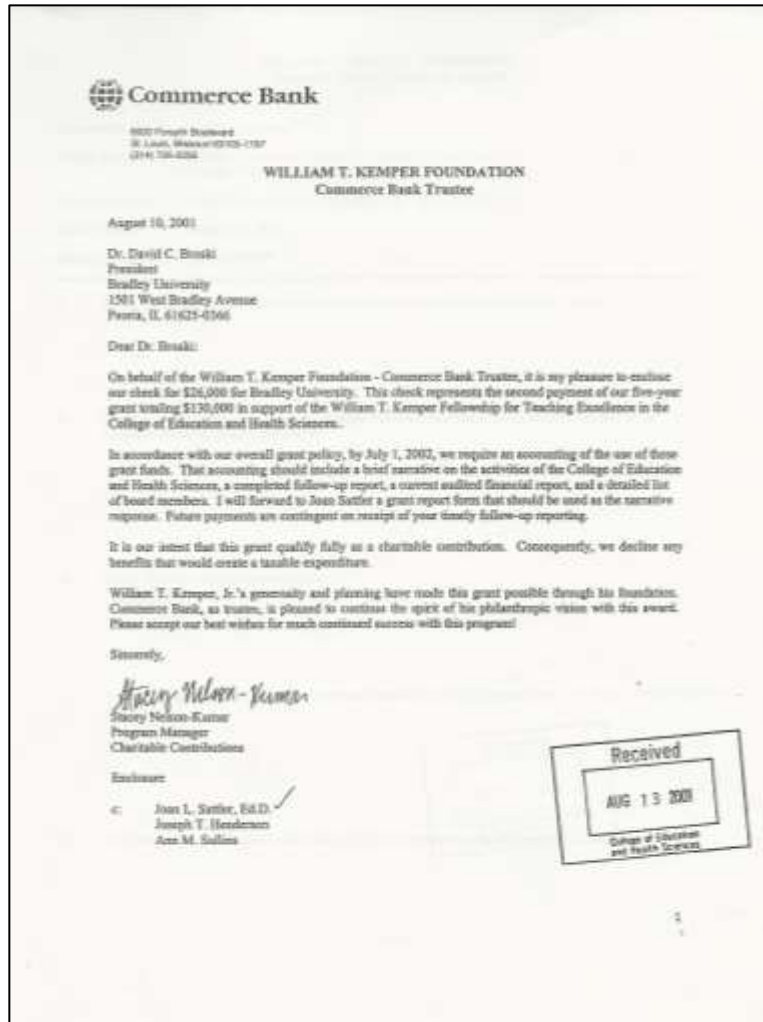 Commerce Bank
Forsyth Boulevard
St. Louis, Missouri
(314)
WILLIAM T. KEMPER FOUNDATION
Commerce Bank Trustee
August 10, 2001
Dr. David C. Broski
President
Bradley University
1501 West Bradley Avenue
Peoria, IL 61625-0366
Dear Dr. Broski:
On behalf of the William T. Kemper Foundation - Commerce Bank Trustee, it is my pleasure to enclose
our check for $26,000 for Bradley University. This check represents the second payment of our five-year
grant totaling $130,000 in support of the William T. Kemper Fellowship for Teaching Excellence in the
College of Education and Health Sciences..
In accordance with our overall grant policy, by July 1, 2002, we require an accounting of the use of these
grant funds. That accounting should include a brief narrative on the activities of the College of Education
and Health Sciences, a completed follow-up report, a current audited financial report, and a detailed list
of board members. I will forward to Joan Sattler a grant report form that should be used as the narrative
response. Future payments are contingent on receipt of your timely follow-up reporting.
It is our intent that this grant qualify fully as a charitable contribution. Consequently, we decline any
benefits that would create a taxable expenditure.
William T. Kemper, Jr.'s generosity and planning have made this grant possible through his foundation.
Commerce Bank, as trustee, is pleased to continue the spirit of his philanthropic vision with this award.
Please accept our best wishes for much continued success with this program!
Sincerely,
Stacey Nelson-Kumar
Stacey Nelson-Kumar
Program Manager
Charitable Contributions
Enclosure
c: Joan L. Sattler, Ed.D.
Joseph T. Henderson
Ann M. Sullins
Received
AUG 13 2001
College of Education
and Health Sciences